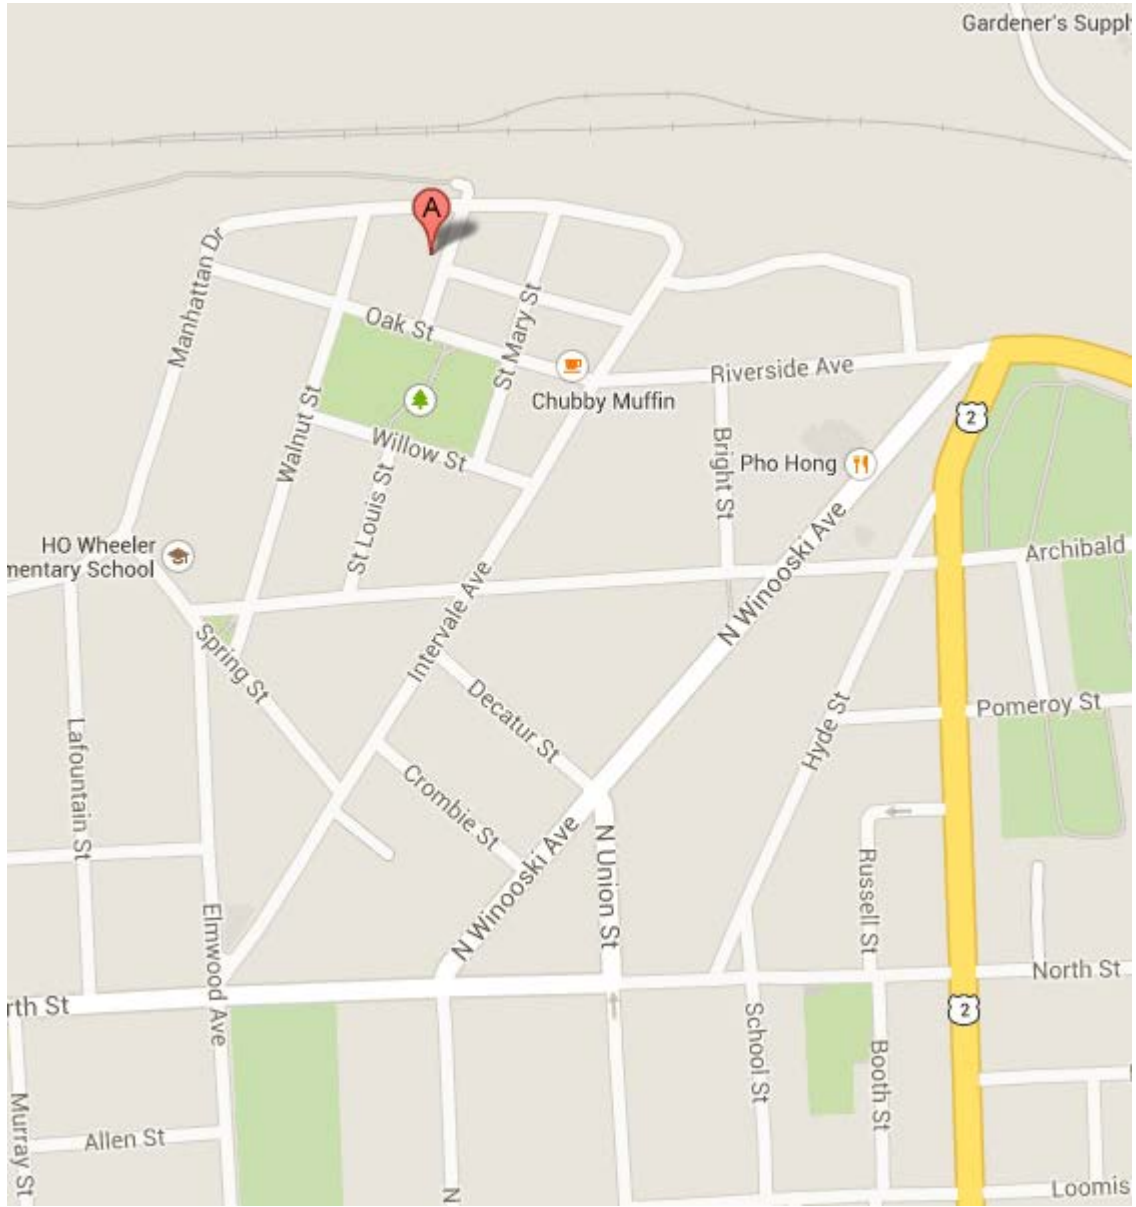 Gardener's Supply
A
Manhattan Dr
Oak St
St Mary St
Riverside Ave
Chubby Muffin
2
Walnut St
Willow St
Bright St
Pho Hong
St Louis St
HO Wheeler
mentary School
N Winooski Ave
Archibald
Intervale Ave
Spring St
Decatur St
Hyde St
Pomeroy St
Lafountain St
Crombie St
N Winooski Ave
N Union St
Russell St
Elmwood Ave
North St
rth St
2
School St
Booth St
Murray St
Allen St
N
Loomis